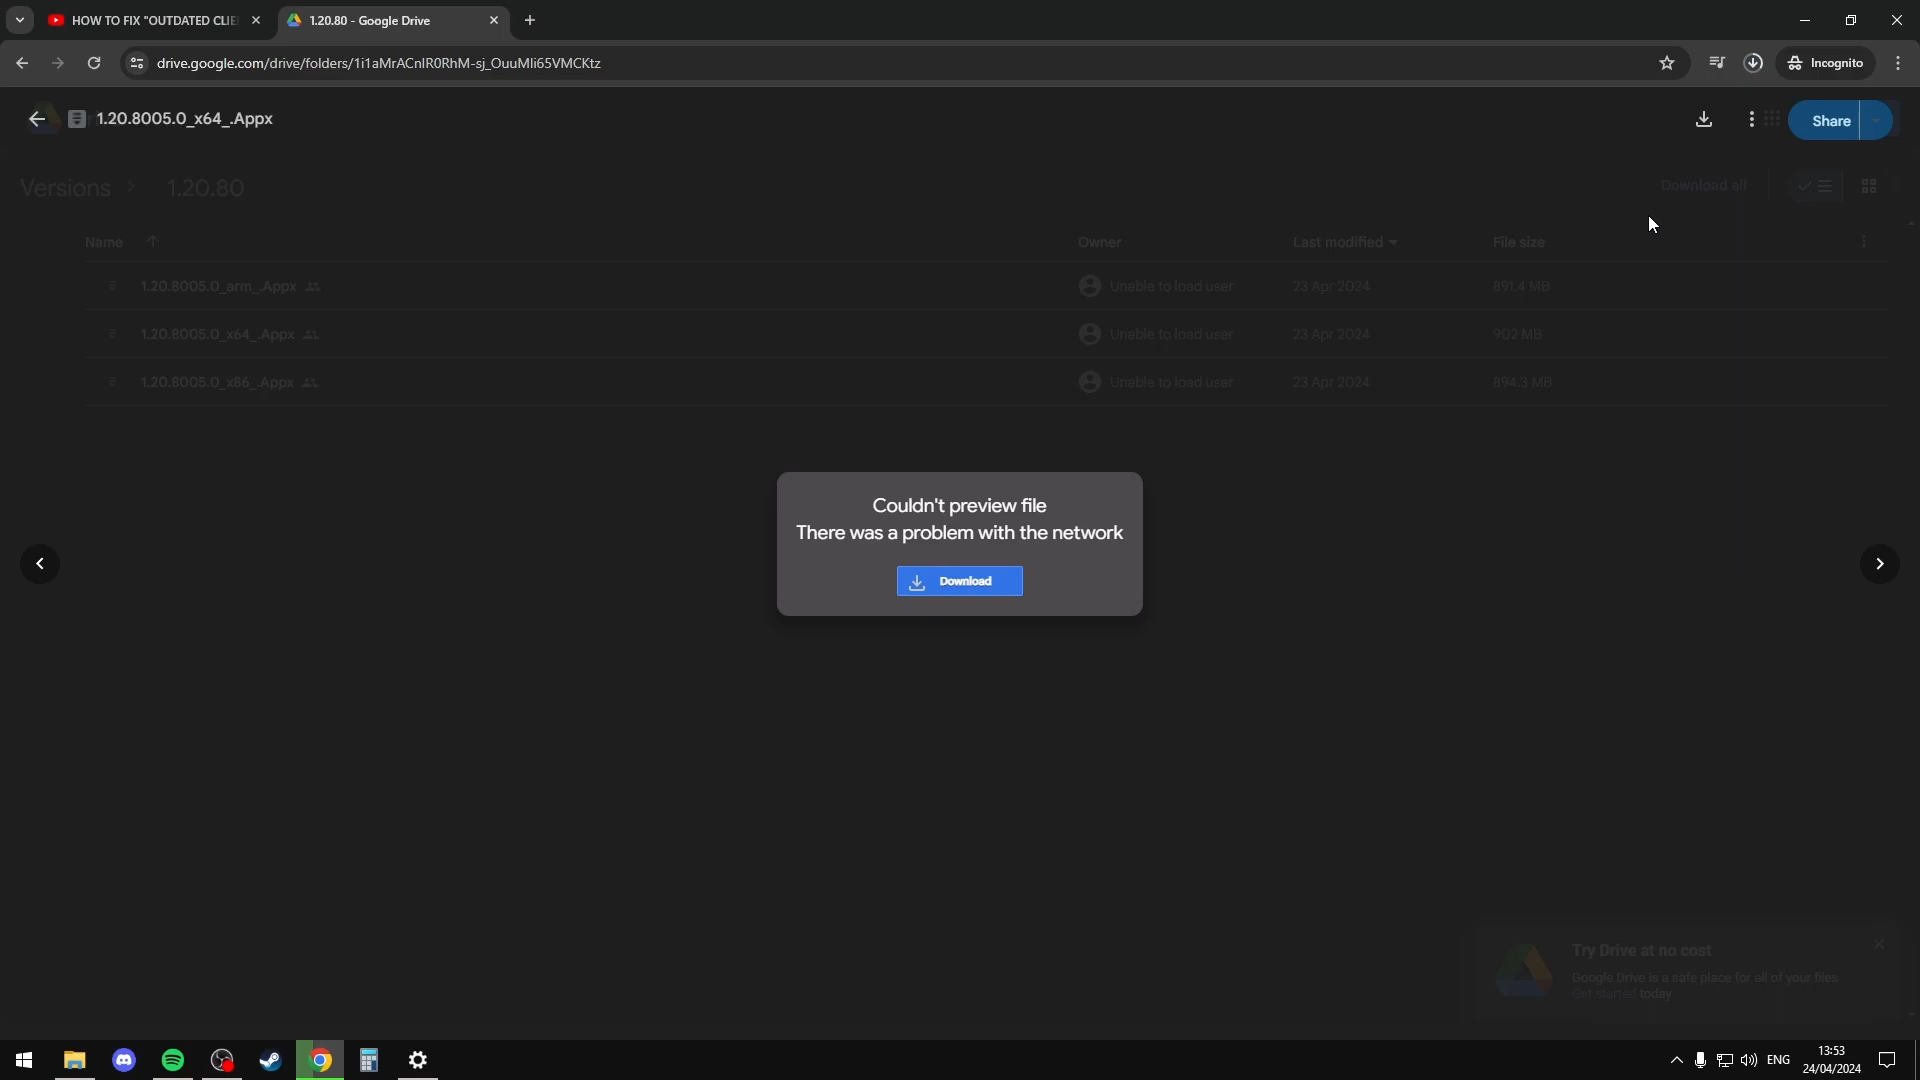 HOW TO FIX "OUTDATED CLIE
1.20.80 - Google Drive
drive.google.com/drive/folders/1i1aMrACnIR0RhM-sj_OuuMli65VMCKtz
Incognito
1.20.8005.0_x64_.Appx
Share
Versions
1.20.80
Download all
Name
Owner
Last modified
File size
1.20.8005.0_arm_.Appx
Unable to load user
23 Apr 2024
891.4 MB
1.20.8005.0_x64_.Appx
Unable to load user
23 Apr 2024
902 MB
1.20.8005.0_x86_.Appx
Unable to load user
23 Apr 2024
894.3 MB
Couldn't preview file
There was a problem with the network
Download
Try Drive at no cost
Google Drive is a safe place for all of your files
Get started today
ENG
13:53
24/04/2024